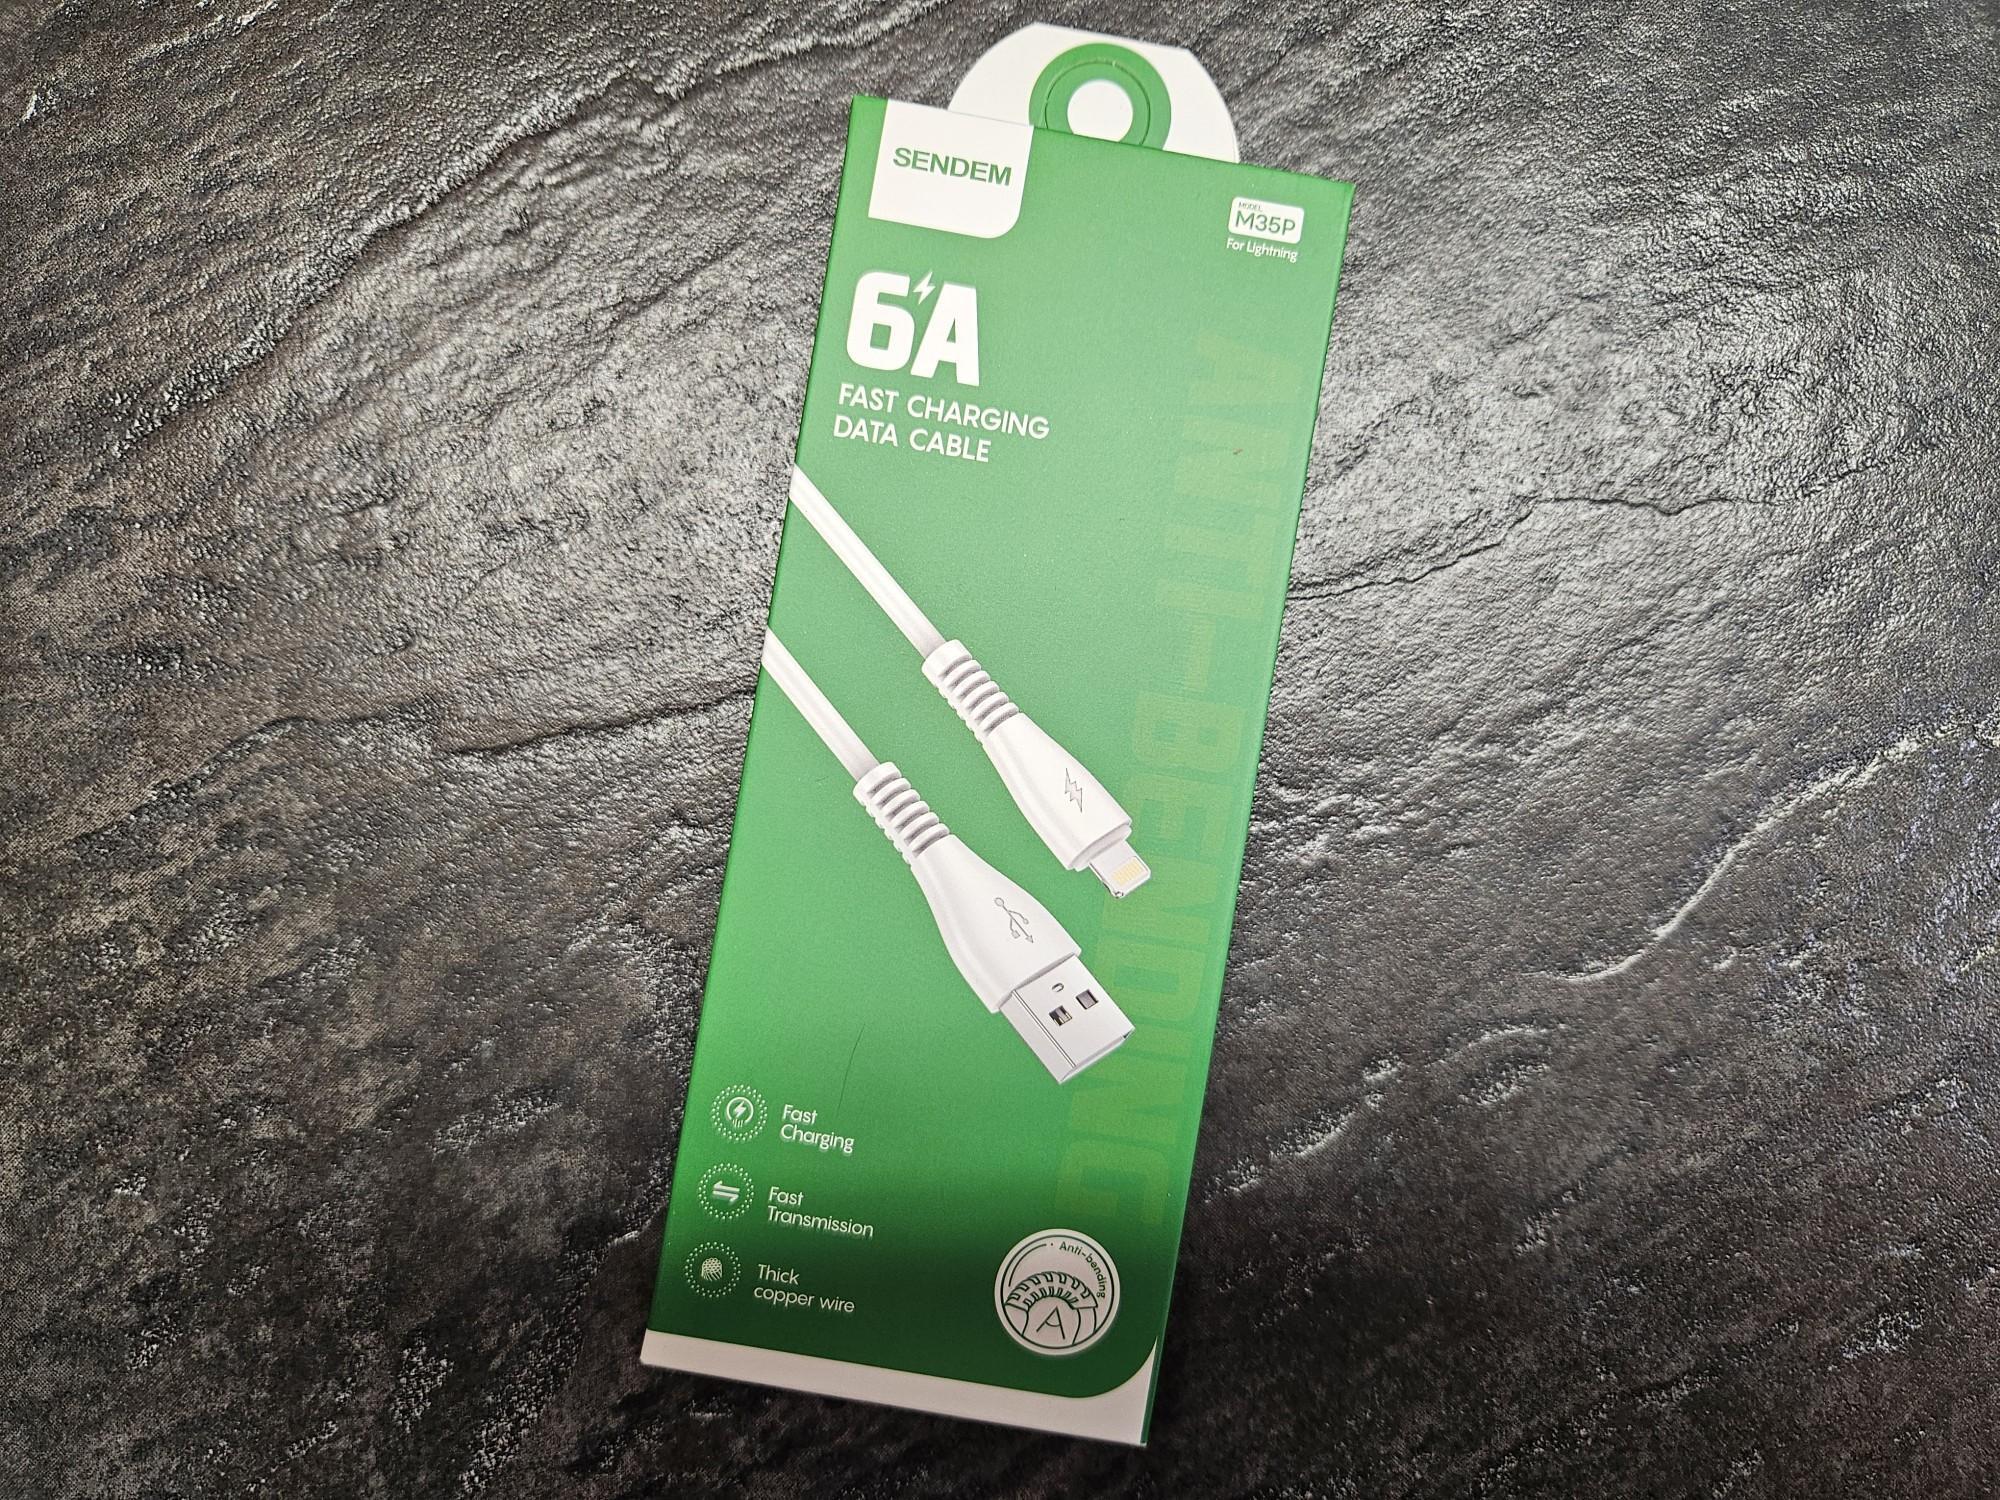 SENDEM
MODEL
M35P
For Lightning
6A
FAST CHARGING
DATA CABLE
ANTI-BENDING
Fast
Charging
Fast
Transmission
Thick
copper wire
Anti-bending
A